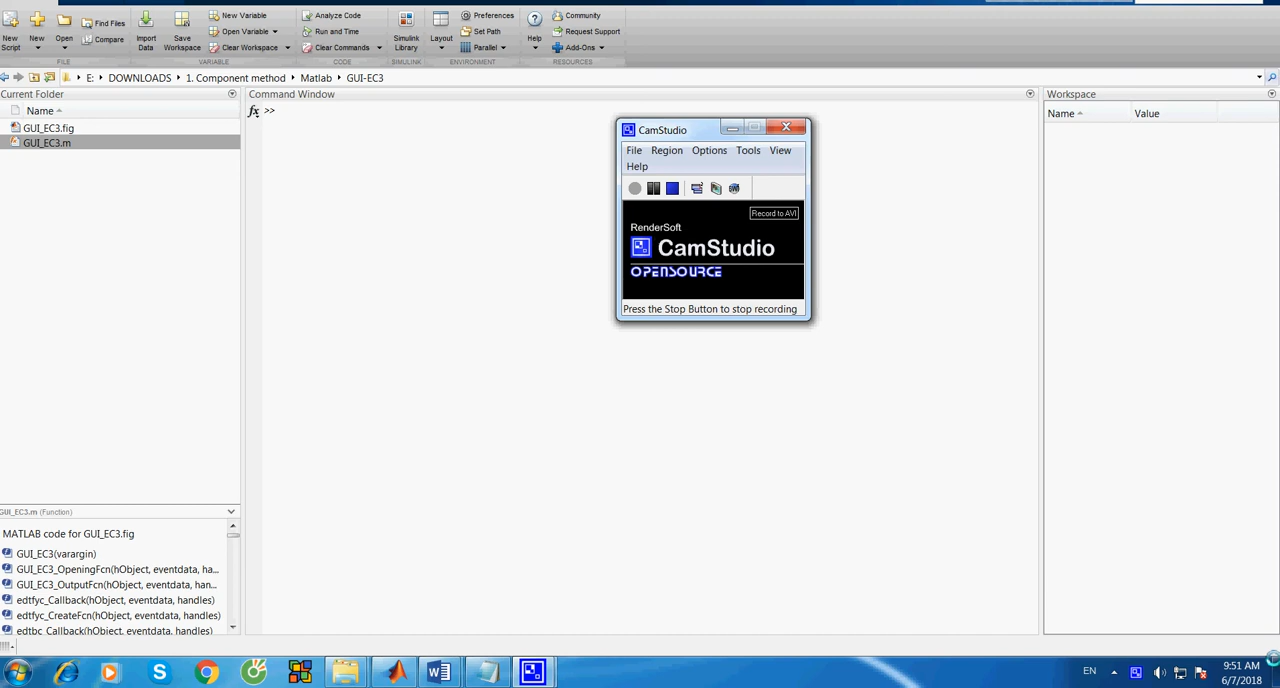 New Variable
Analyze Code
Preferences
Community
Find Files
Open Variable
Run and Time
Set Path
Request Support
New Script
New
Open
Compare
Import Data
Save Workspace
Clear Workspace
Clear Commands
Simulink Library
Layout
Parallel
Help
Add-Ons
FILE
VARIABLE
CODE
SIMULINK
ENVIRONMENT
RESOURCES
E: DOWNLOADS 1. Component method Matlab GUI-EC3
Current Folder
Command Window
Workspace
Name
fx >>
Name
Value
GUI_EC3.fig
GUI_EC3.m
CamStudio
File Region Options Tools View
Help
Record to AVI
RenderSoft
CamStudio
OPENSOURCE
Press the Stop Button to stop recording
GUI_EC3.m (Function)
MATLAB code for GUI_EC3.fig
GUI_EC3(varargin)
GUI_EC3_OpeningFcn(hObject, eventdata, ha...
GUI_EC3_OutputFcn(hObject, eventdata, han...
edtfyc_Callback(hObject, eventdata, handles)
edtfyc_CreateFcn(hObject, eventdata, handles)
edtbc_Callback(hObject, eventdata, handles)
EN
9:51 AM
6/7/2018